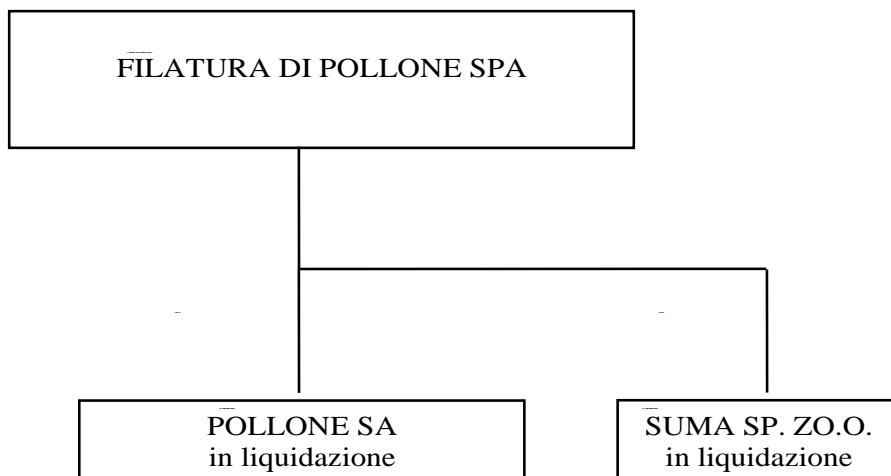 FILATURA DI POLLONE SPA
POLLONE SA
in liquidazione
SUMA SP. ZO.O.
in liquidazione